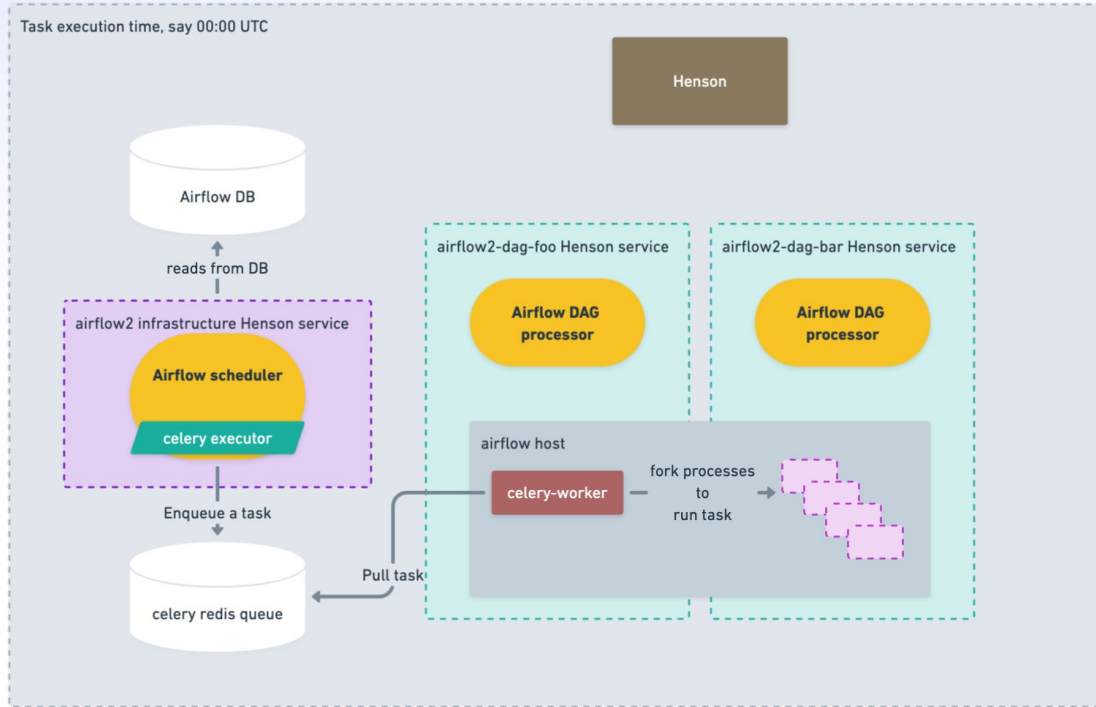 Task execution time, say 00:00 UTC
Henson
Airflow DB
reads from DB
airflow2 infrastructure Henson service
Airflow scheduler
celery executor
Enqueue a task
celery redis queue
Pull task
airflow2-dag-foo Henson service
Airflow DAG
processor
airflow2-dag-bar Henson service
Airflow DAG
processor
airflow host
celery-worker
fork processes
to
run task